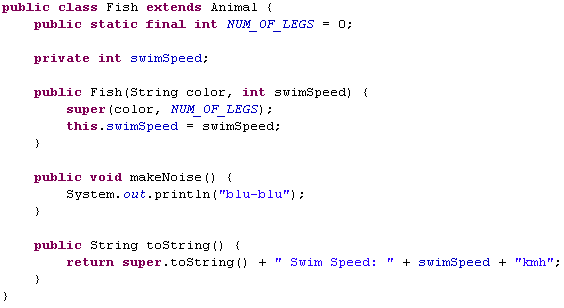 public class Fish extends Animal {
    public static final int NUM_OF_LEGS = 0;

    private int swimSpeed;

    public Fish(String color, int swimSpeed) {
        super(color, NUM_OF_LEGS);
        this.swimSpeed = swimSpeed;
    }

    public void makeNoise() {
        System.out.println("blu-blu");
    }

    public String toString() {
        return super.toString() + " Swim Speed: " + swimSpeed + "kmh";
    }
}